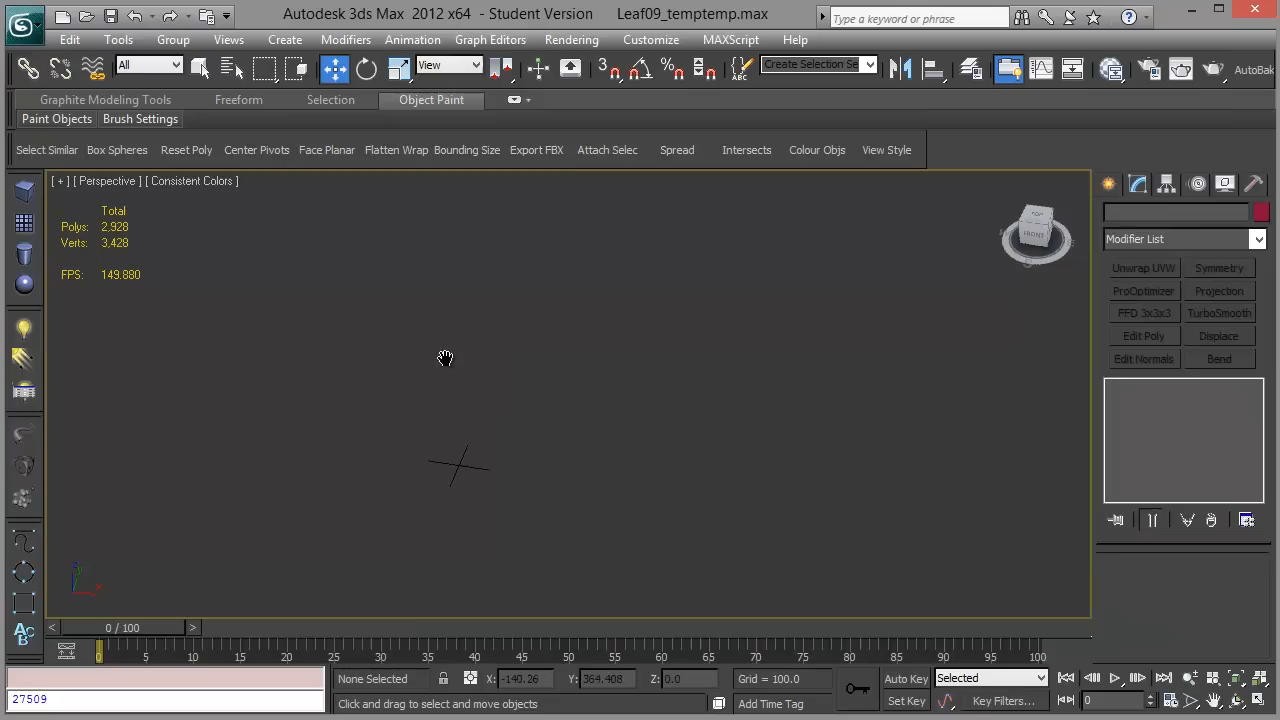 Autodesk 3ds Max 2012 x64 - Student Version Leaf09_temptemp.max
Type a keyword or phrase
Edit Tools Group Views Create Modifiers Animation Graph Editors Rendering Customize MAXScript Help
All View 3 Create Selection Se AutoBak
Graphite Modeling Tools Freeform Selection Object Paint
Paint Objects Brush Settings
Select Similar Box Spheres Reset Poly Center Pivots Face Planar Flatten Wrap Bounding Size Export FBX Attach Selec Spread Intersects Colour Objs View Style
[ + ] [ Perspective ] [ Consistent Colors ]
Total
Polys: 2,928
Verts: 3,428
FPS: 149.880
TOP
FRONT
Modifier List
Unwrap UVW Symmetry
ProOptimizer Projection
FFD 3x3x3 TurboSmooth
Edit Poly Displace
Edit Normals Bend
< 0 / 100 >
0 5 10 15 20 25 30 35 40 45 50 55 60 65 70 75 80 85 90 95 100
None Selected X: -140.26 Y: 364.408 Z: 0.0 Grid = 100.0 Auto Key Selected
27509
Click and drag to select and move objects Add Time Tag Set Key Key Filters... 0